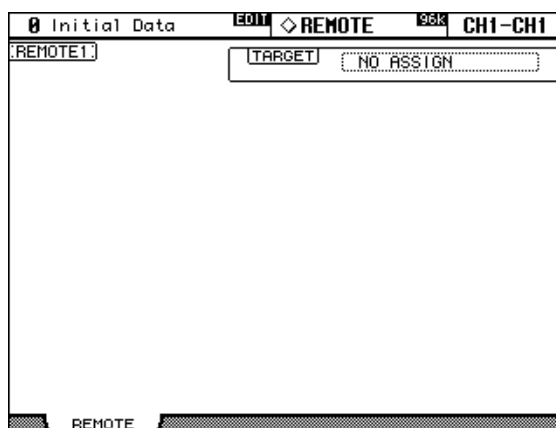 0 Initial Data EDIT ◇REMOTE 96k CH1-CH1
REMOTE1
TARGET NO ASSIGN
REMOTE